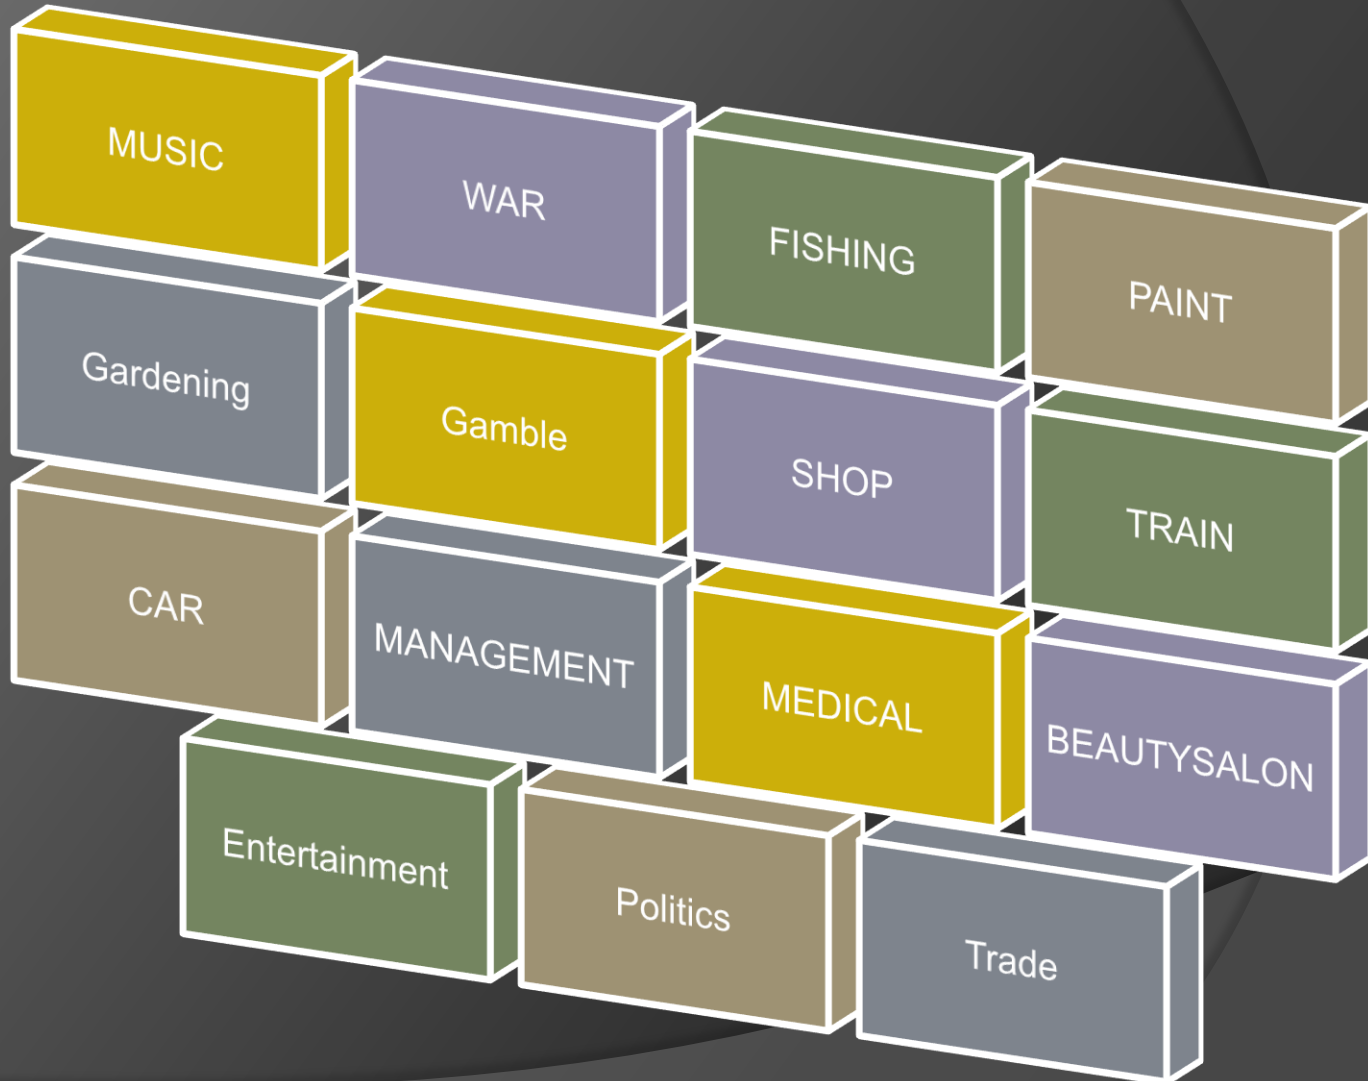 MUSIC
WAR
FISHING
PAINT
Gardening
Gamble
SHOP
TRAIN
CAR
MANAGEMENT
MEDICAL
BEAUTYSALON
Entertainment
Politics
Trade